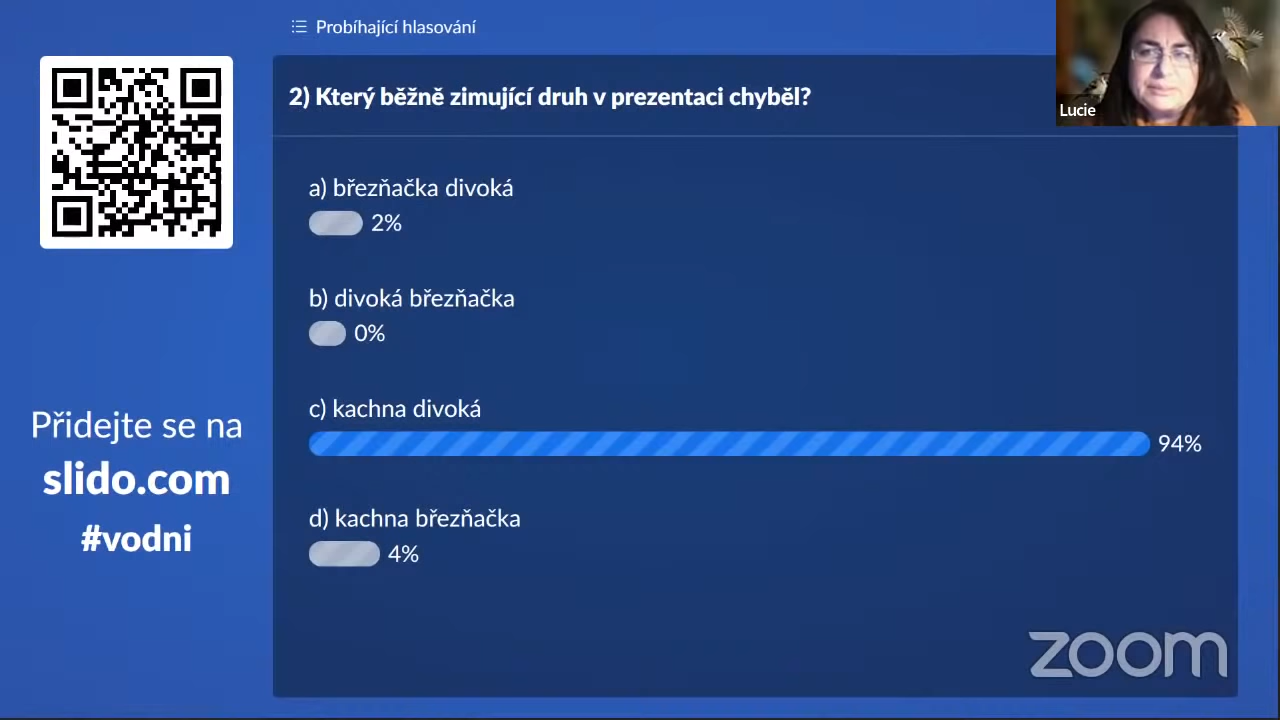 Probíhající hlasování
2) Který běžně zimující druh v prezentaci chyběl?
Lucie
a) březňačka divoká
2%
b) divoká březňačka
0%
c) kachna divoká
94%
d) kachna březňačka
4%
Přidejte se na
slido.com
#vodni
zoom